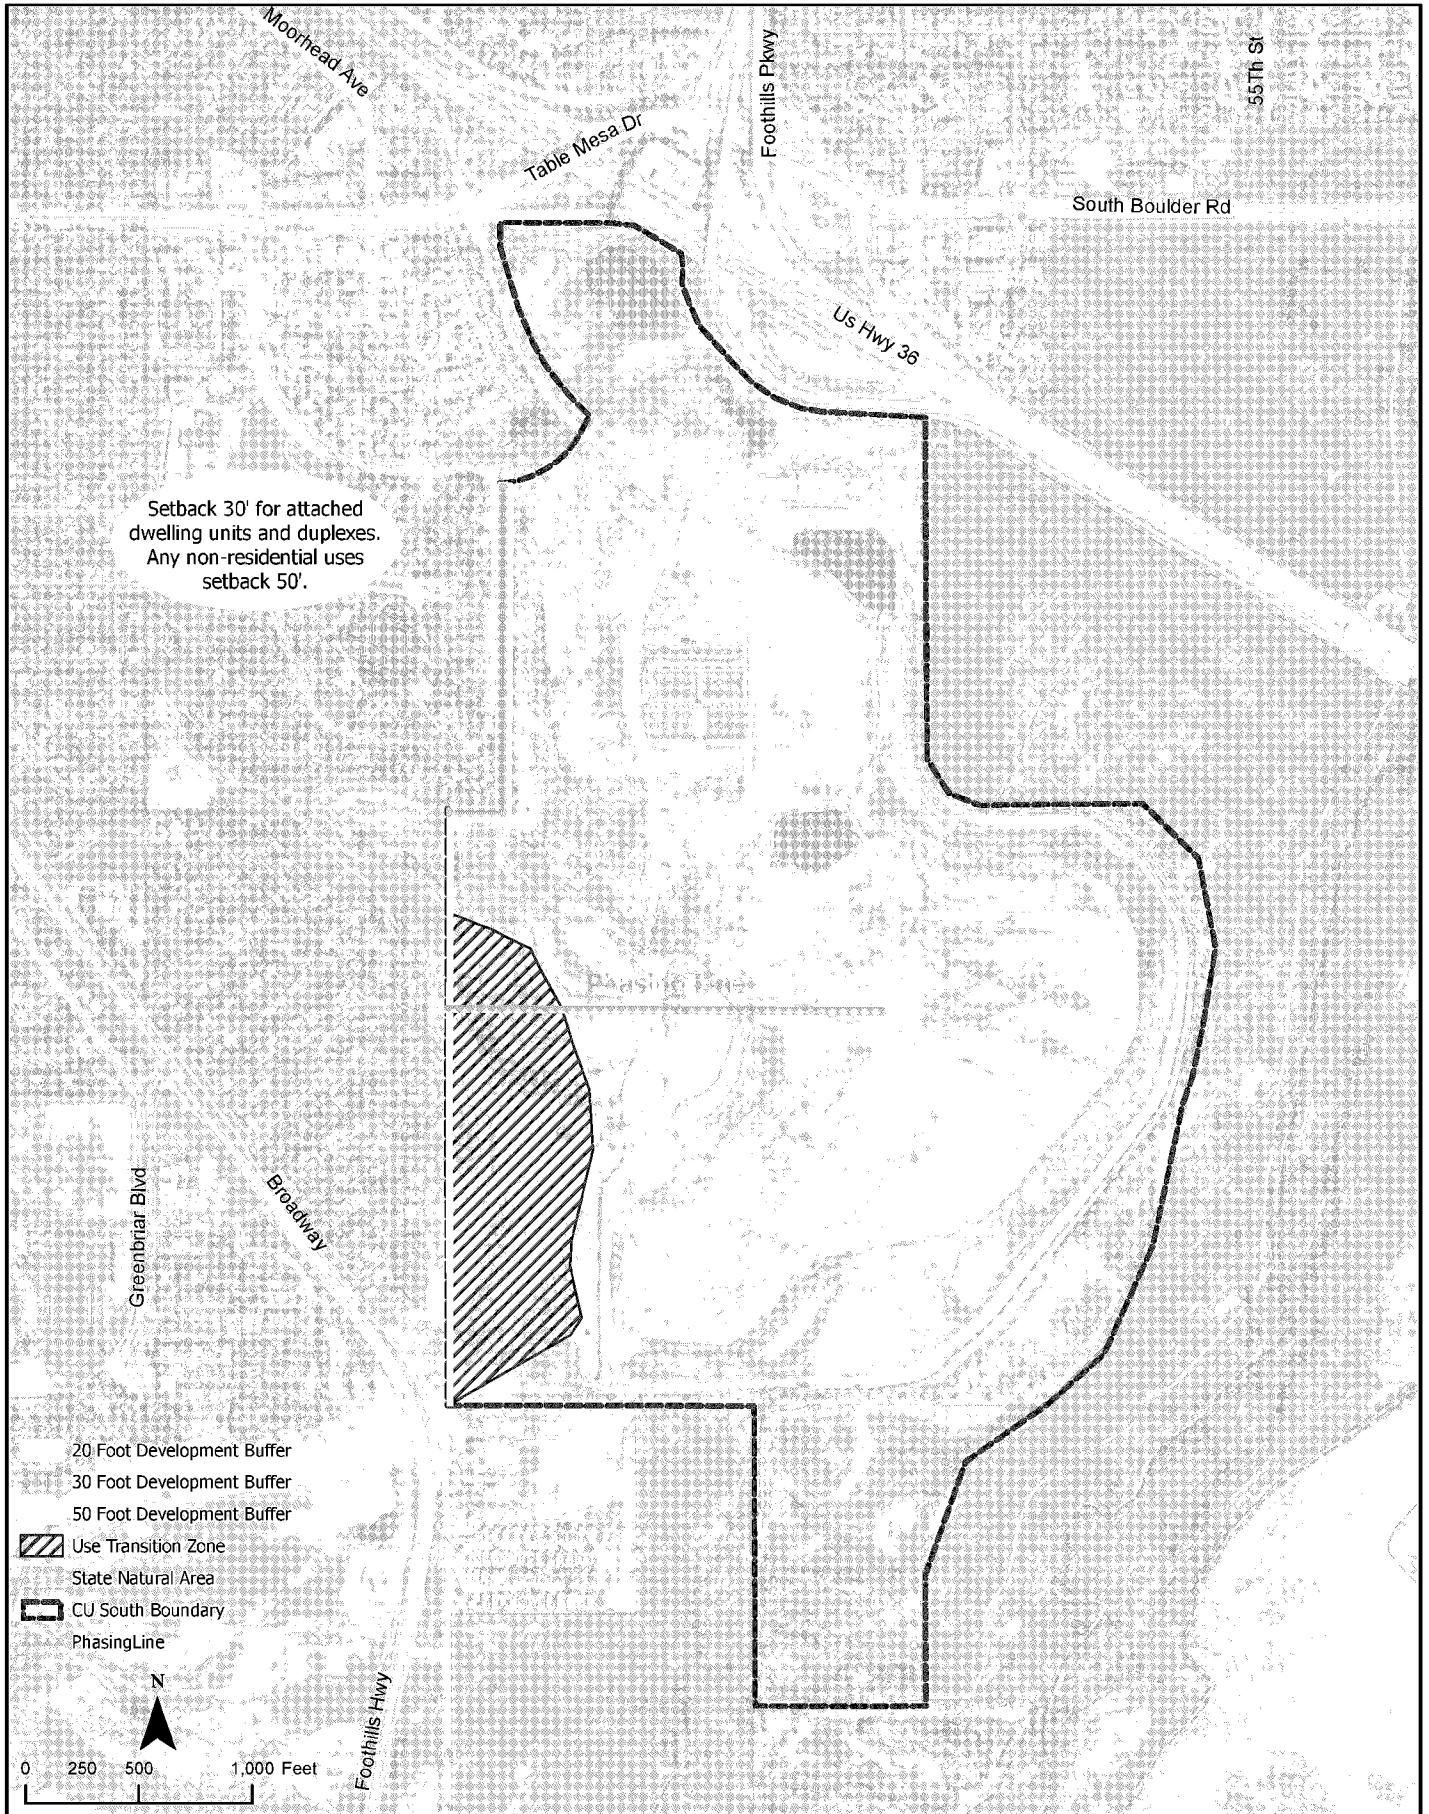 Moorhead Ave
Table Mesa Dr
Foothills Pkwy
55Th St
South Boulder Rd
Us Hwy 36
Setback 30' for attached
dwelling units and duplexes.
Any non-residential uses
setback 50'.
Phasing Line
Greenbriar Blvd
Broadway
20 Foot Development Buffer
30 Foot Development Buffer
50 Foot Development Buffer
Use Transition Zone
State Natural Area
CU South Boundary
PhasingLine
N
0 250 500 1,000 Feet
Foothills Hwy